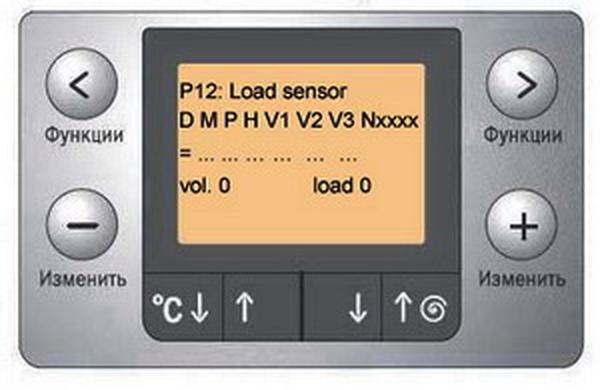 P12: Load sensor
D M P H V1 V2 V3 Nxxxx
= ... ... ... ... ... ...
vol. 0 load 0
< >
Функции Функции
− +
Изменить Изменить
°C ↓ ↑ ↓ ↑